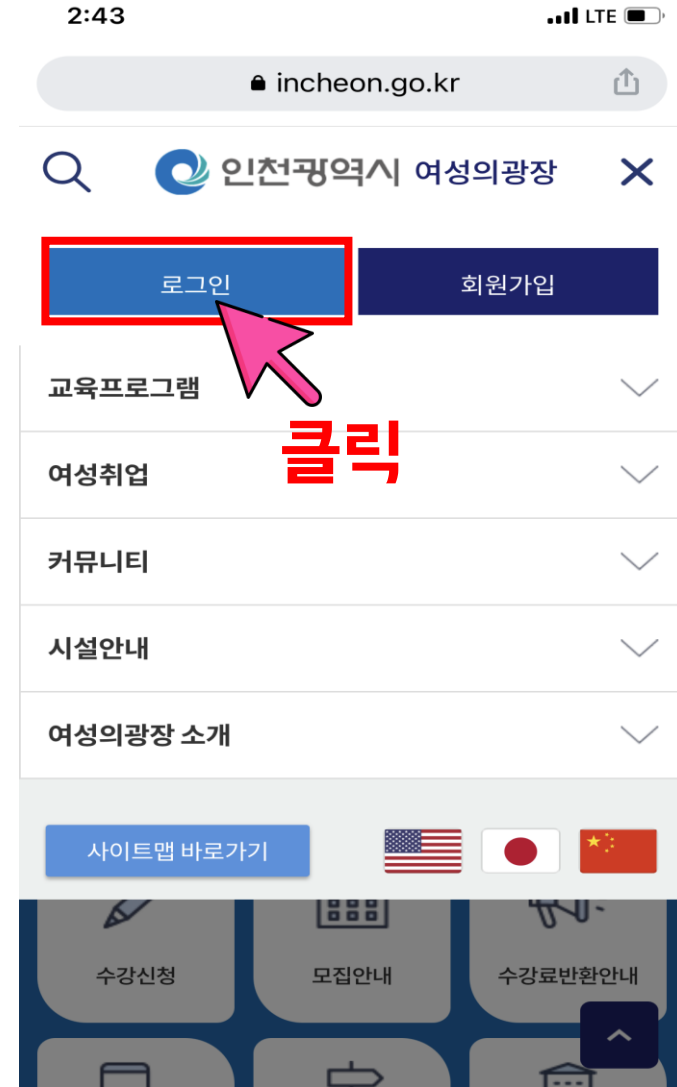 2:43 LTE
incheon.go.kr
인천광역시 여성의광장
로그인 회원가입
교육프로그램
클릭
여성취업
커뮤니티
시설안내
여성의광장 소개
사이트맵 바로가기
수강신청 모집안내 수강료반환안내